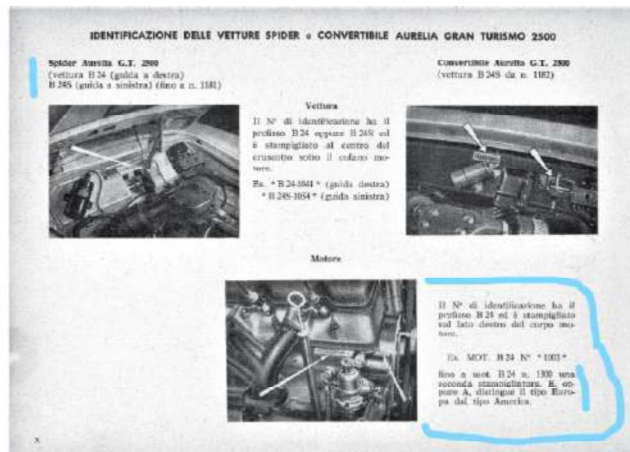 IDENTIFICAZIONE DELLE VETTURE SPIDER e CONVERTIBILE AURELIA GRAN TURISMO 2500
Spider Aurelia G.T. 2500
(vettura B 24 (guida a destra)
B 24S (guida a sinistra) (fino a n. 1181)
Convertibile Aurelia G.T. 2500
(vettura B 24S da n. 1182)
Vettura
Il N° di identificazione ha il
prefisso B 24 oppure B 24S ed
è stampigliato al centro del
cruscotto sotto il cofano mo-
tore.
Es. * B 24-1041 * (guida destra)
* B 24S-1054 * (guida sinistra)
Motore
Il N° di identificazione ha il
prefisso B 24 ed è stampigliato
sul lato destro del corpo mo-
tore.
Es. MOT. B 24 N° * 1003 *
fino a mot. B 24 n. 1300 una
seconda stampigliatura, E, op-
pure A, distingue il tipo Euro-
pa dal tipo America.